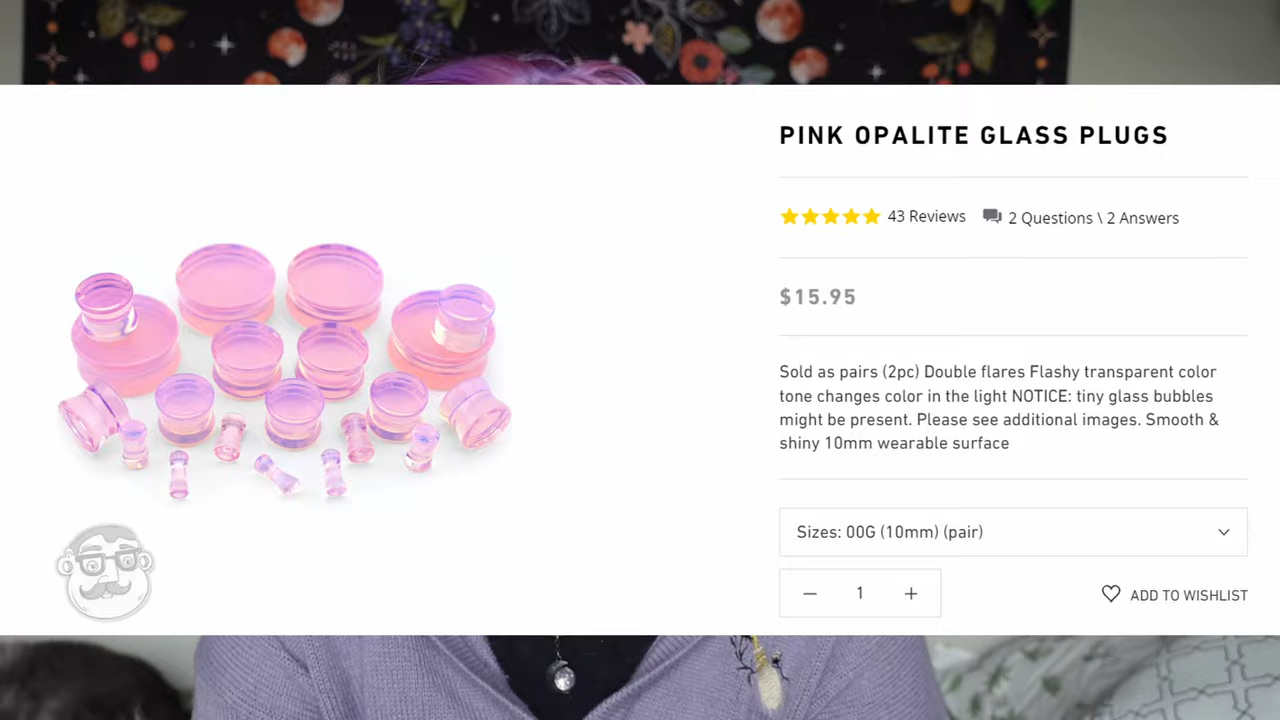 PINK OPALITE GLASS PLUGS
43 Reviews 2 Questions \ 2 Answers
$15.95
Sold as pairs (2pc) Double flares Flashy transparent color
tone changes color in the light NOTICE: tiny glass bubbles
might be present. Please see additional images. Smooth &
shiny 10mm wearable surface
Sizes: 00G (10mm) (pair)
1
ADD TO WISHLIST